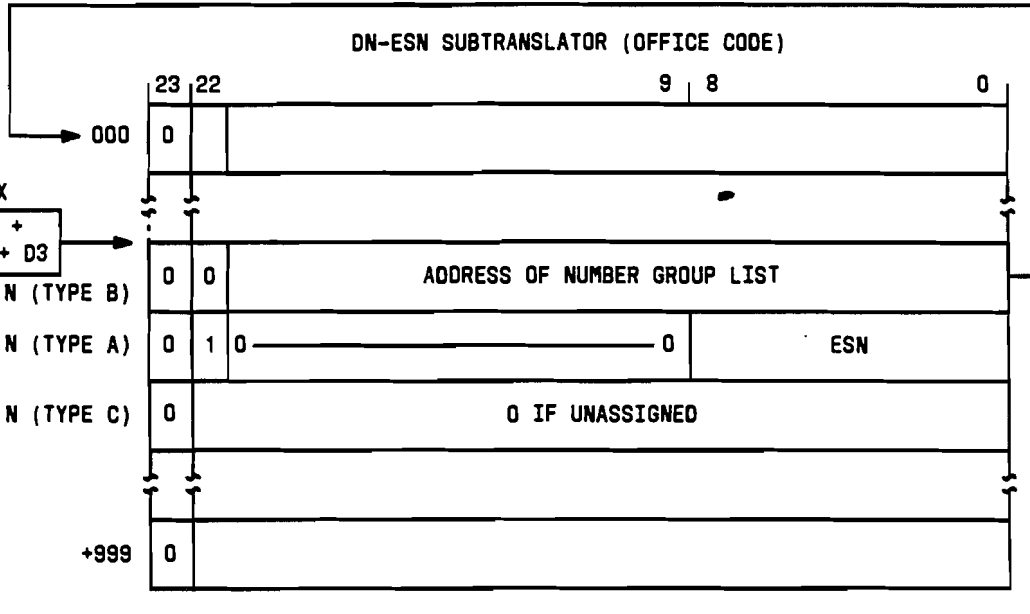 DN-ESN SUBTRANSLATOR (OFFICE CODE)
23 22 9 8 0
000 0
X
+
+ D3
N (TYPE B) 0 0 ADDRESS OF NUMBER GROUP LIST
N (TYPE A) 0 1 0 0 ESN
N (TYPE C) 0 0 IF UNASSIGNED
+999 0